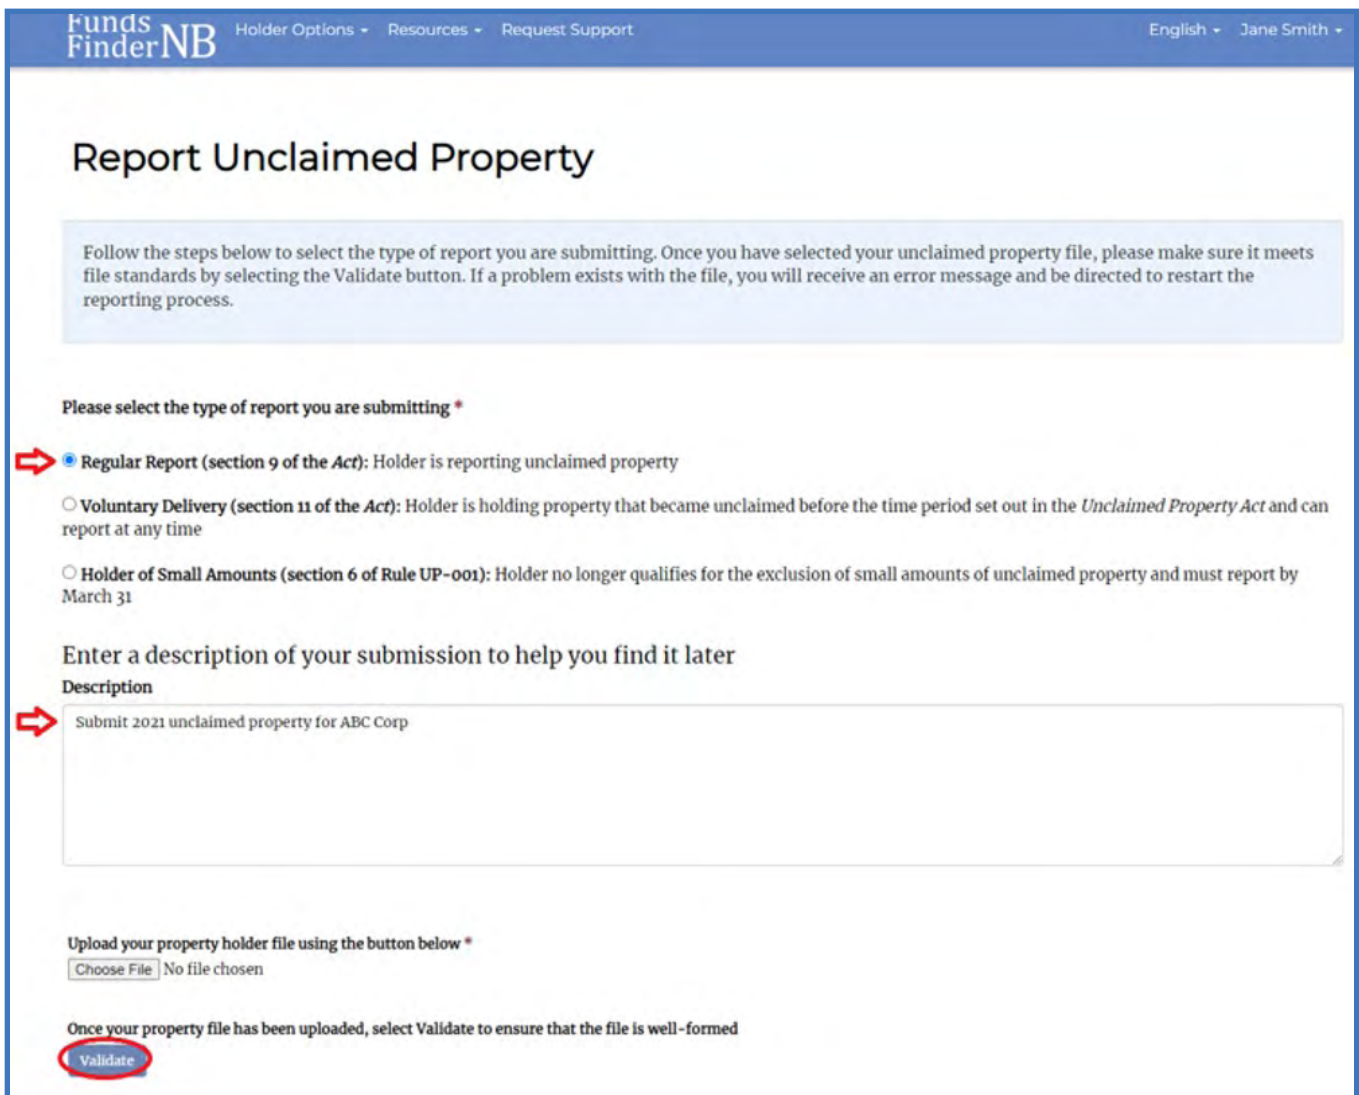 Funds
FinderNB
Holder Options Resources Request Support English Jane Smith
Report Unclaimed Property
Follow the steps below to select the type of report you are submitting. Once you have selected your unclaimed property file, please make sure it meets
file standards by selecting the Validate button. If a problem exists with the file, you will receive an error message and be directed to restart the
reporting process.
Please select the type of report you are submitting *
Regular Report (section 9 of the Act): Holder is reporting unclaimed property
Voluntary Delivery (section 11 of the Act): Holder is holding property that became unclaimed before the time period set out in the Unclaimed Property Act and can
report at any time
Holder of Small Amounts (section 6 of Rule UP-001): Holder no longer qualifies for the exclusion of small amounts of unclaimed property and must report by
March 31
Enter a description of your submission to help you find it later
Description
Submit 2021 unclaimed property for ABC Corp
Upload your property holder file using the button below *
Choose File No file chosen
Once your property file has been uploaded, select Validate to ensure that the file is well-formed
Validate